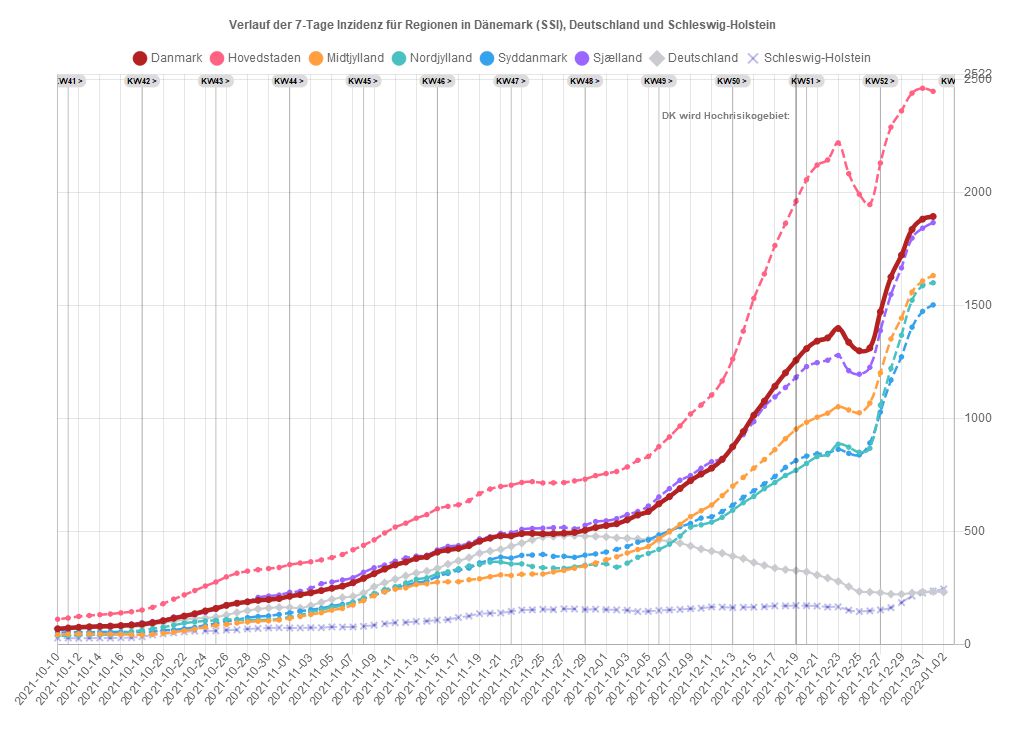 Verlauf der 7-Tage Inzidenz für Regionen in Dänemark (SSI), Deutschland und Schleswig-Holstein
Danmark Hovedstaden Midtjylland Nordjylland Syddanmark Sjælland Deutschland Schleswig-Holstein
KW42 > KW43 > KW44 > KW45 > KW46 > KW47 > KW48 > KW49 > KW50 > KW51 > KW52 > KW
2522
2500
DK wird Hochrisikogebiet:
2000
1500
1000
500
0
2021-10-10 2021-10-12 2021-10-14 2021-10-16 2021-10-18 2021-10-20 2021-10-22 2021-10-24 2021-10-26 2021-10-28 2021-10-30 2021-11-01 2021-11-03 2021-11-05 2021-11-07 2021-11-09 2021-11-11 2021-11-13 2021-11-15 2021-11-17 2021-11-19 2021-11-21 2021-11-23 2021-11-25 2021-11-27 2021-11-29 2021-12-01 2021-12-03 2021-12-05 2021-12-07 2021-12-09 2021-12-11 2021-12-13 2021-12-15 2021-12-17 2021-12-19 2021-12-21 2021-12-23 2021-12-25 2021-12-27 2021-12-29 2021-12-31 2022-01-02